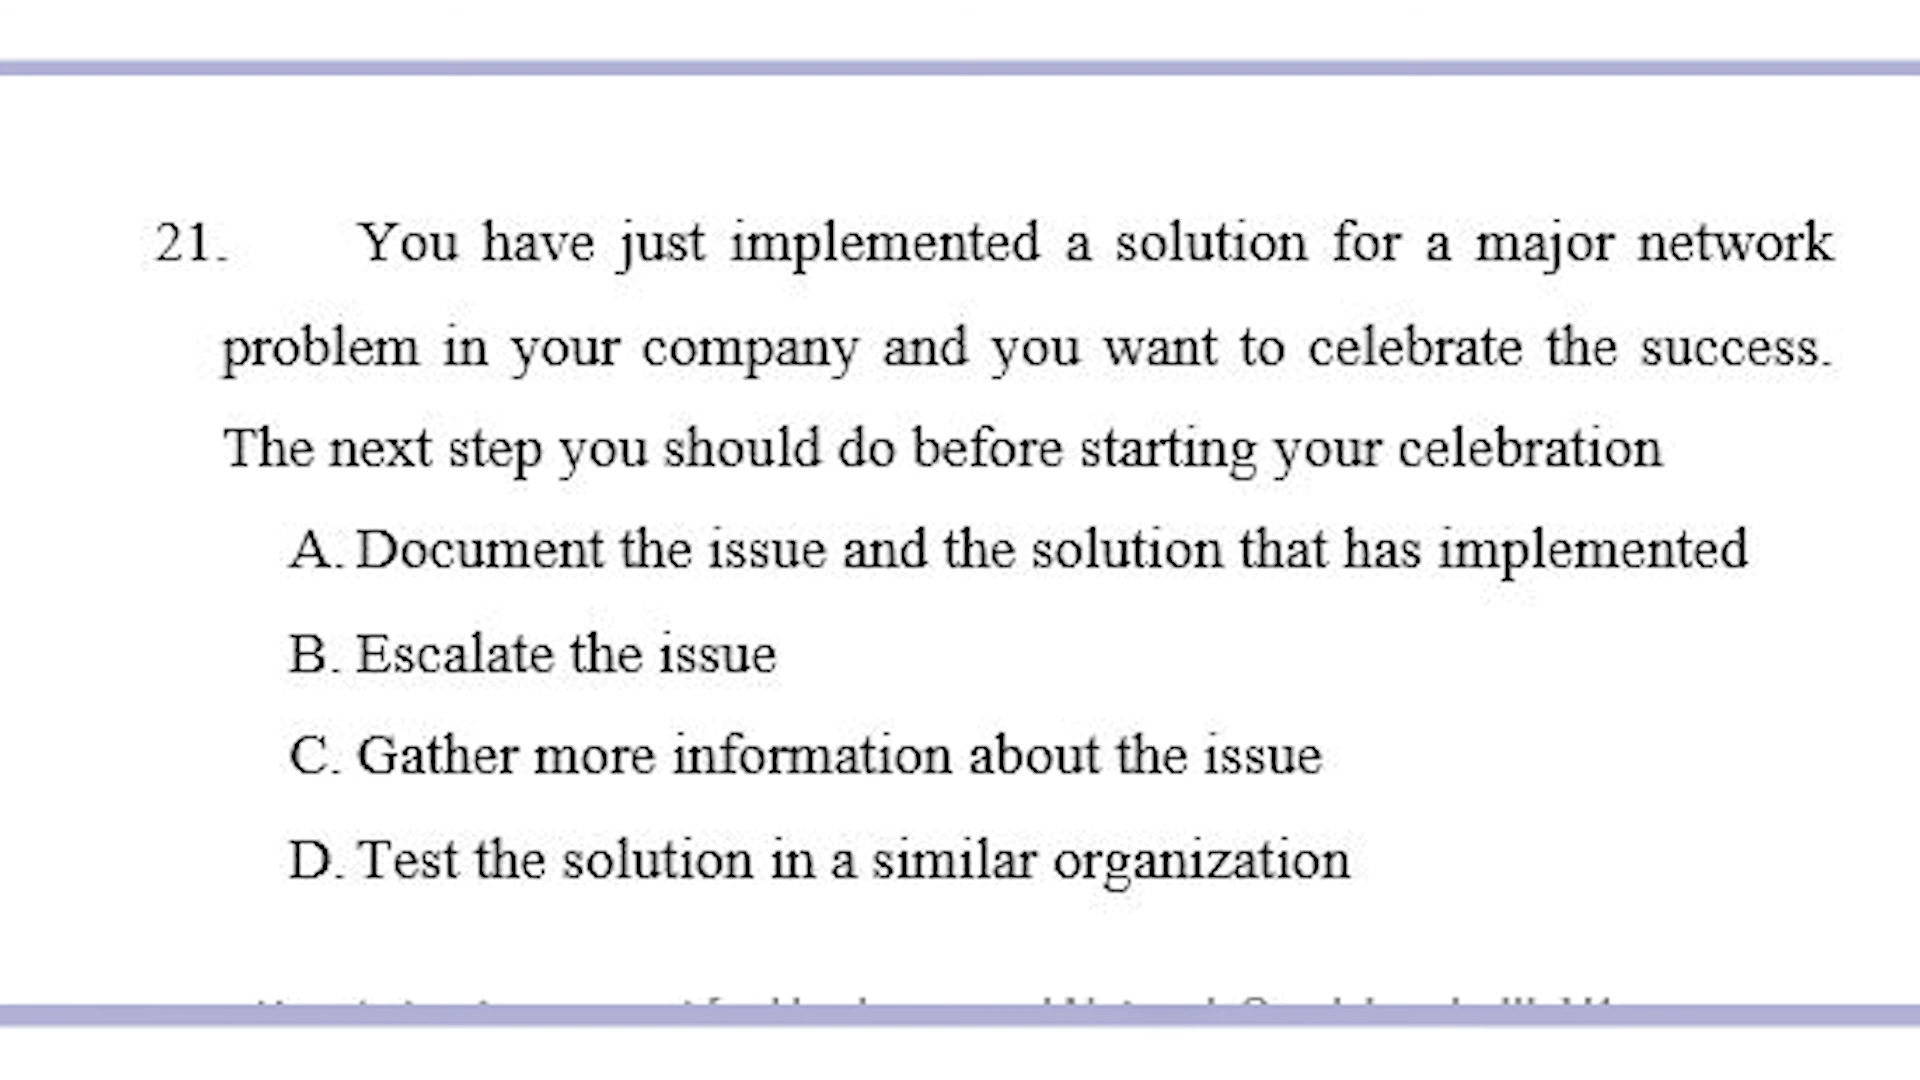 21. You have just implemented a solution for a major network
problem in your company and you want to celebrate the success.
The next step you should do before starting your celebration
A. Document the issue and the solution that has implemented
B. Escalate the issue
C. Gather more information about the issue
D. Test the solution in a similar organization